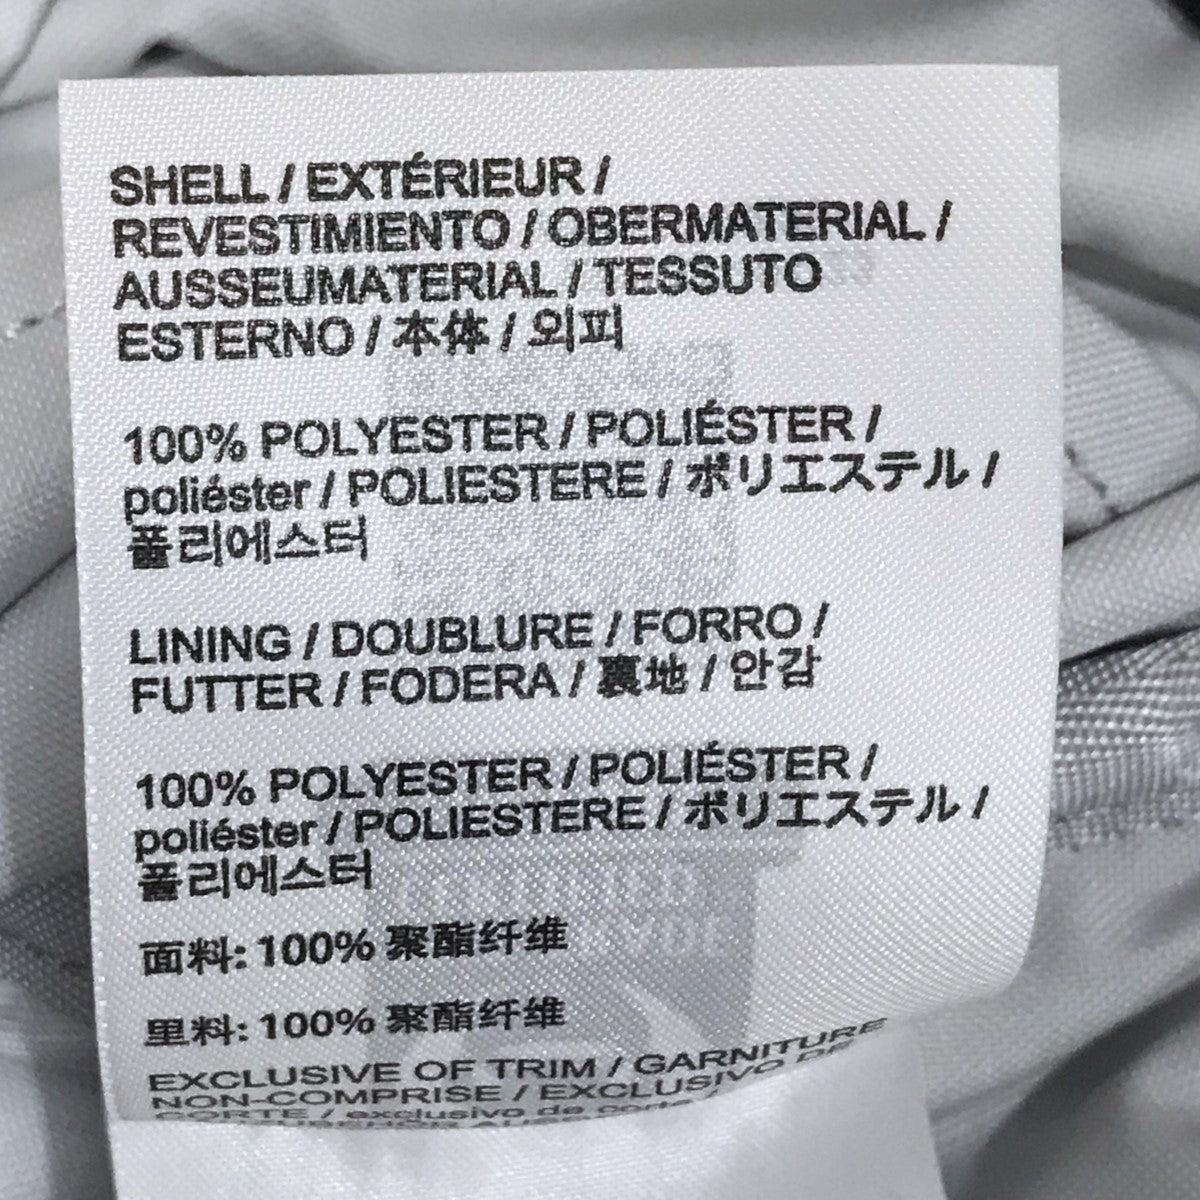 SHELL / EXTÉRIEUR /
REVESTIMIENTO / OBERMATERIAL /
AUSSEUMATERIAL / TESSUTO
ESTERNO / 本体 / 외피
100% POLYESTER / POLIÉSTER /
poliéster / POLIESTERE / ポリエステル /
폴리에스터
LINING / DOUBLURE / FORRO /
FUTTER / FODERA / 裏地 / 안감
100% POLYESTER / POLIÉSTER /
poliéster / POLIESTERE / ポリエステル /
폴리에스터
面料: 100% 聚酯纤维
里料: 100% 聚酯纤维
EXCLUSIVE OF TRIM / GARNITURE
NON-COMPRISE / EXCLUSIVO DE
CORTE / exclusivo de corte /